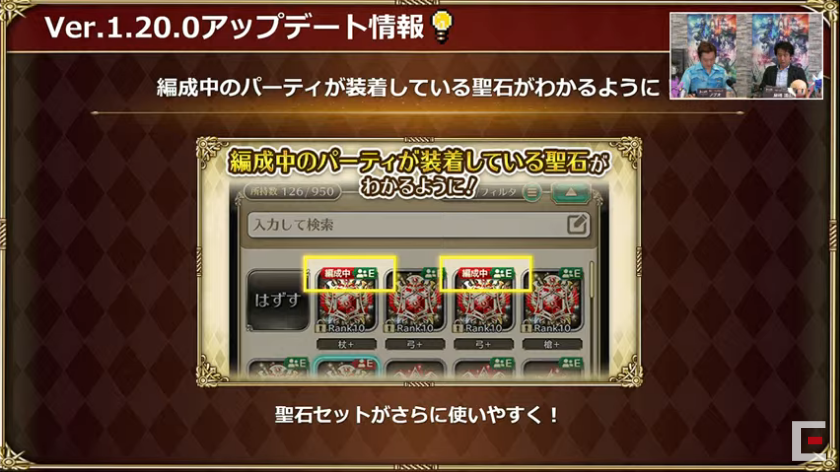 Ver.1.20.0アップデート情報
編成中のパーティが装着している聖石がわかるように
編成中のパーティが装着している聖石が
わかるように!
所持数 126/950
フィルタ
入力して検索
はずす
編成中 E
E
編成中 E
E
Rank10
Rank10
Rank10
Rank10
杖+
弓+
弓+
槍+
E
E
E
E
聖石セットがさらに使いやすく！